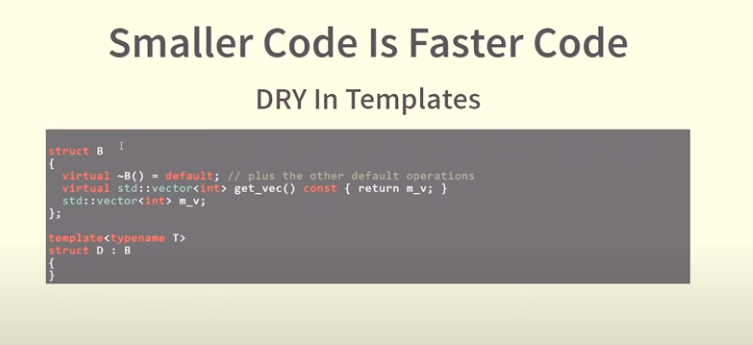 Smaller Code Is Faster Code
DRY In Templates
struct B
{
  virtual ~B() = default; // plus the other default operations
  virtual std::vector<int> get_vec() const { return m_v; }
  std::vector<int> m_v;
};
template<typename T>
struct D : B
{
}